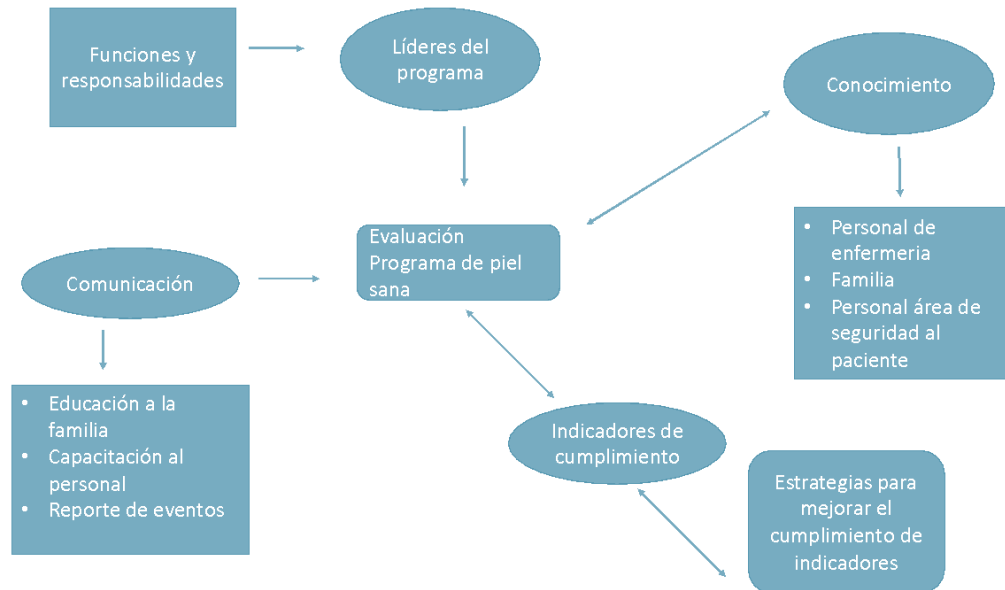 Funciones y
responsabilidades
Líderes del
programa
Conocimiento
Evaluación
Programa de piel
sana
• Personal de
enfermeria
• Familia
• Personal área de
seguridad al
paciente
Comunicación
• Educación a la
familia
• Capacitación al
personal
• Reporte de eventos
Indicadores de
cumplimiento
Estrategias para
mejorar el
cumplimiento de
indicadores